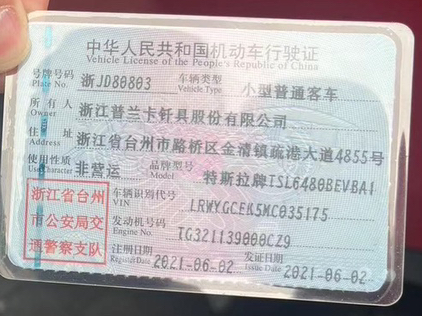 中华人民共和国机动车行驶证
Vehicle License of the People's Republic of China
号牌号码 Plate No. 浙JD80803 车辆类型 Vehicle Type 小型普通客车
所有人 Owner 浙江普兰卡钎具股份有限公司
住址 Address 浙江省台州市路桥区金清镇疏港大道4855号
使用性质 Use Character 非营运 品牌型号 Model 特斯拉牌TSL6480BEVBA1
浙江省台州
市公安局交
通警察支队
车辆识别代号 VIN LRWYGCEK5MC035175
发动机号码 Engine No. TG321139000CZ9
注册日期 Register Date 2021-06-02 发证日期 Issue Date 2021-06-02